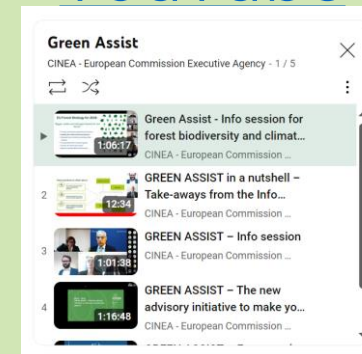 Green Assist
CINEA - European Commission Executive Agency - 1 / 5
Green Assist - Info session for
forest biodiversity and climat...
1:06:17
CINEA - European Commission ...
2
GREEN ASSIST in a nutshell –
Take-aways from the Info...
12:34
CINEA - European Commission ...
3
GREEN ASSIST – Info session
1:01:38
CINEA - European Commission ...
4
GREEN ASSIST – The new
advisory initiative to make yo...
1:16:48
CINEA - European Commission ...